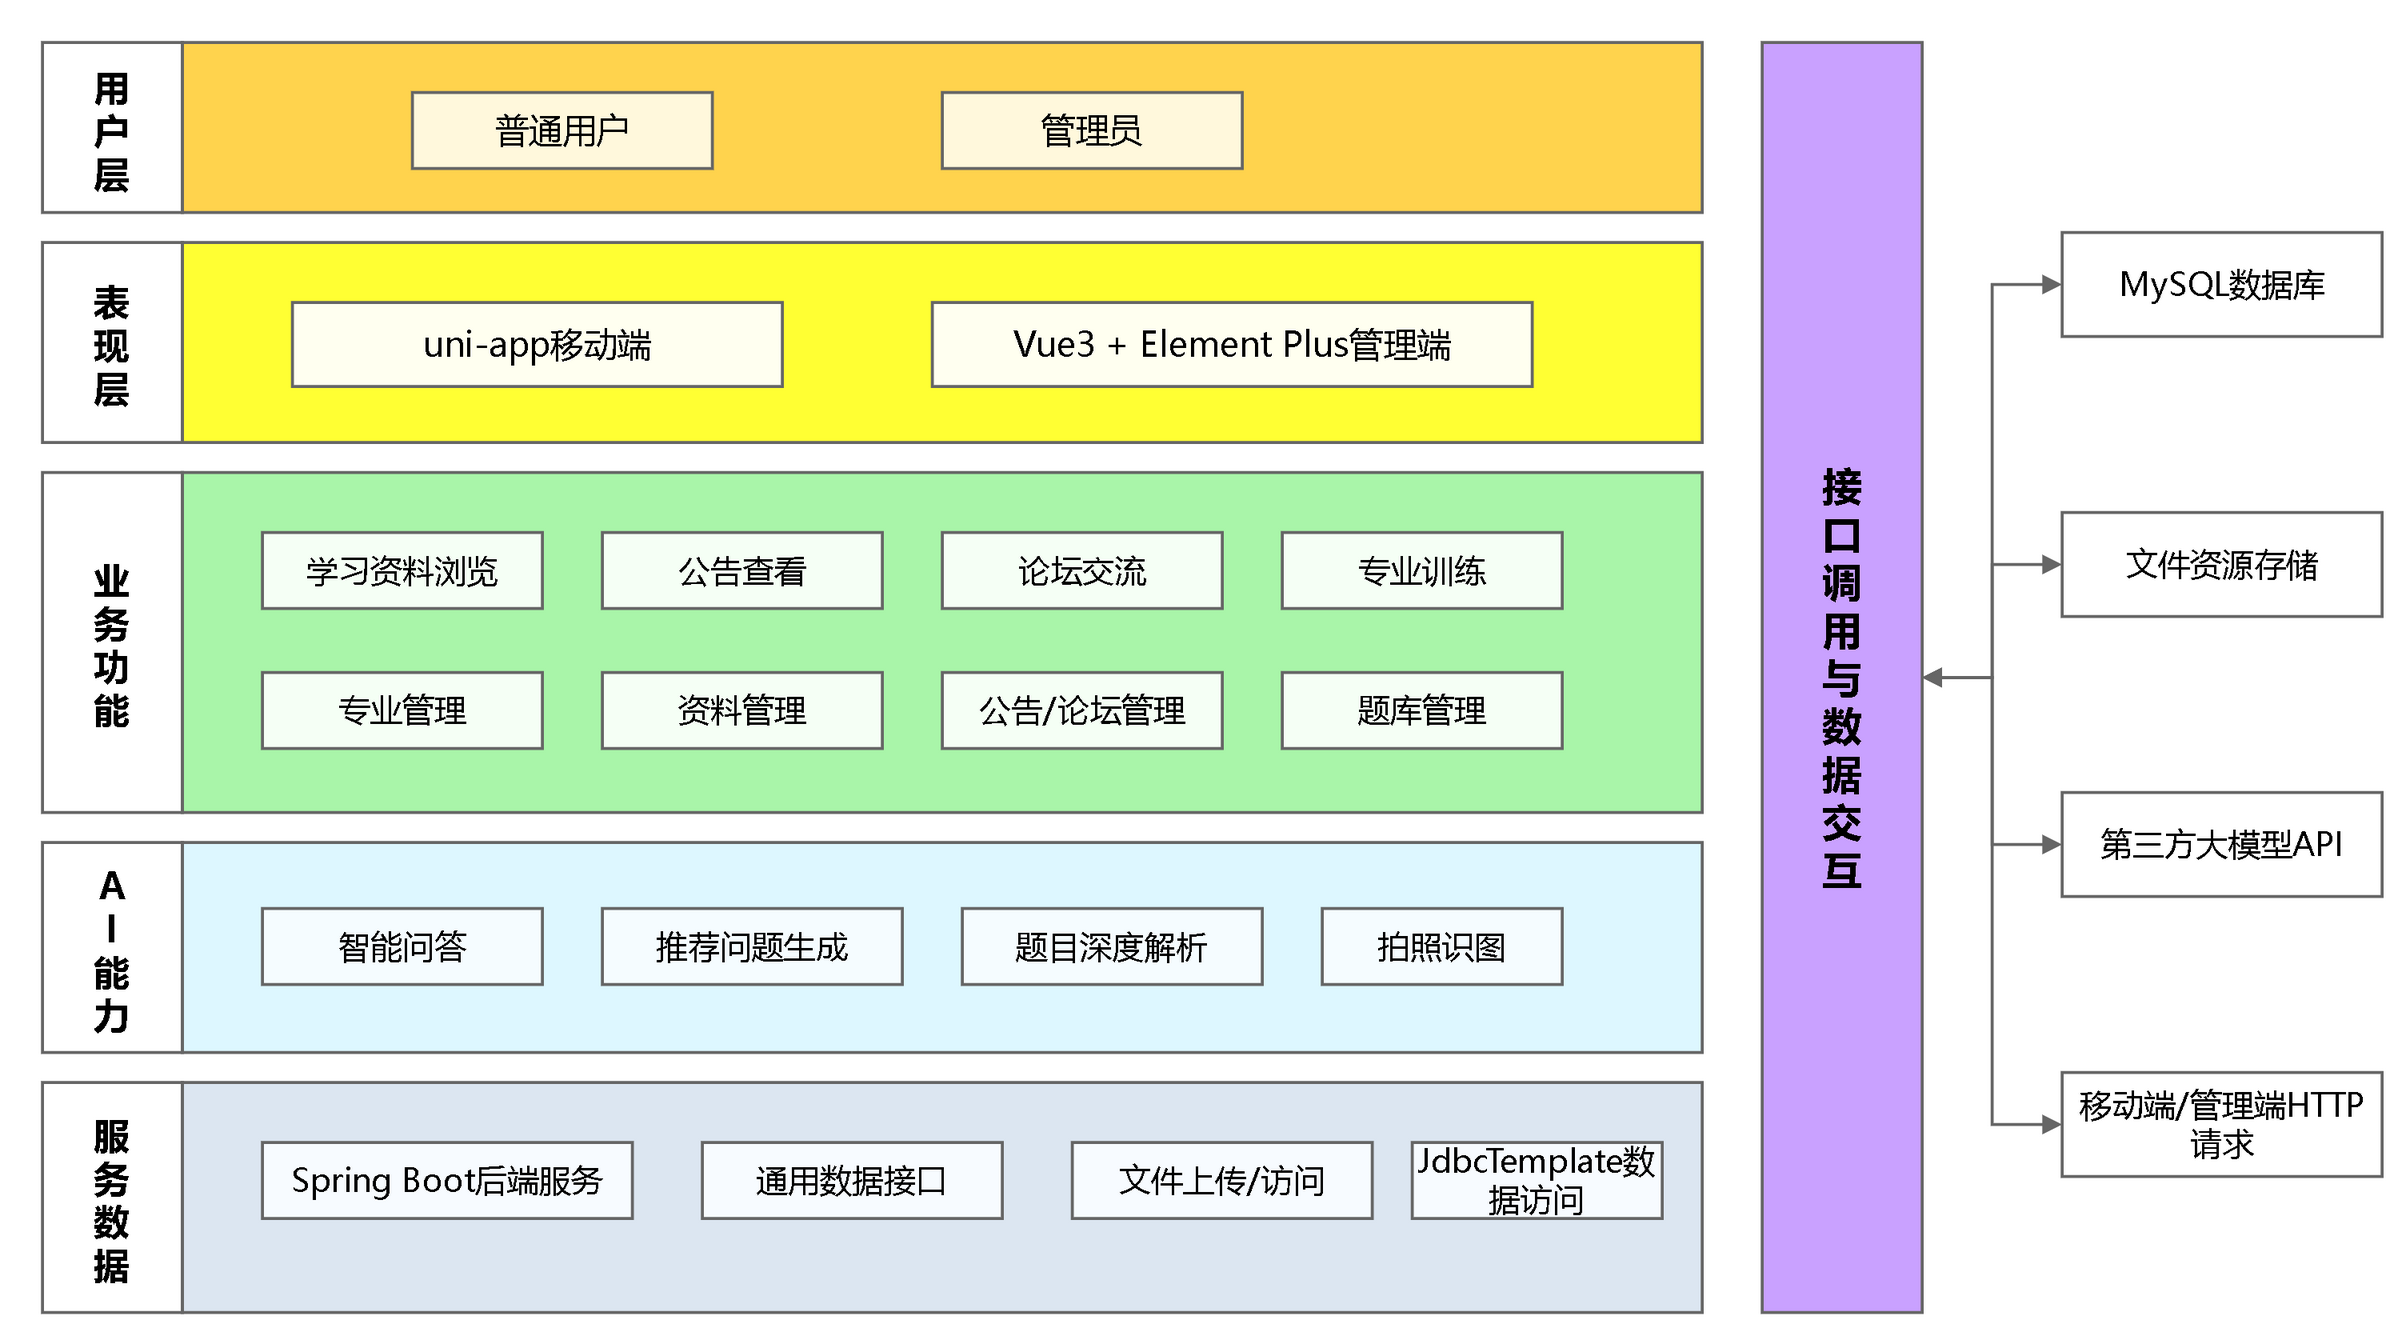 用户层
普通用户
管理员
表现层
uni-app移动端
Vue3 + Element Plus管理端
业务功能
学习资料浏览
公告查看
论坛交流
专业训练
专业管理
资料管理
公告/论坛管理
题库管理
AI能力
智能问答
推荐问题生成
题目深度解析
拍照识图
服务数据
Spring Boot后端服务
通用数据接口
文件上传/访问
JdbcTemplate数
据访问
接口调用与数据交互
MySQL数据库
文件资源存储
第三方大模型API
移动端/管理端HTTP
请求